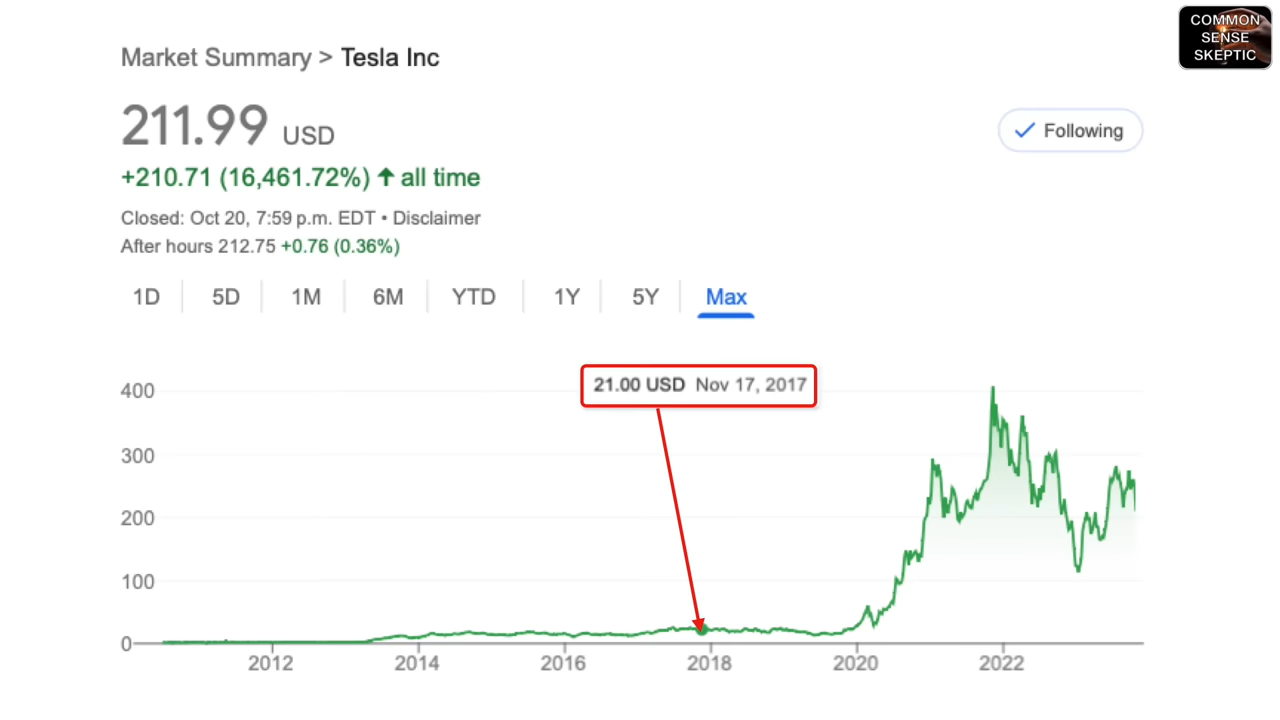 COMMON
SENSE
SKEPTIC
Market Summary > Tesla Inc
211.99 USD
Following
+210.71 (16,461.72%) ↑ all time
Closed: Oct 20, 7:59 p.m. EDT • Disclaimer
After hours 212.75 +0.76 (0.36%)
1D 5D 1M 6M YTD 1Y 5Y Max
21.00 USD Nov 17, 2017
400
300
200
100
0
2012 2014 2016 2018 2020 2022